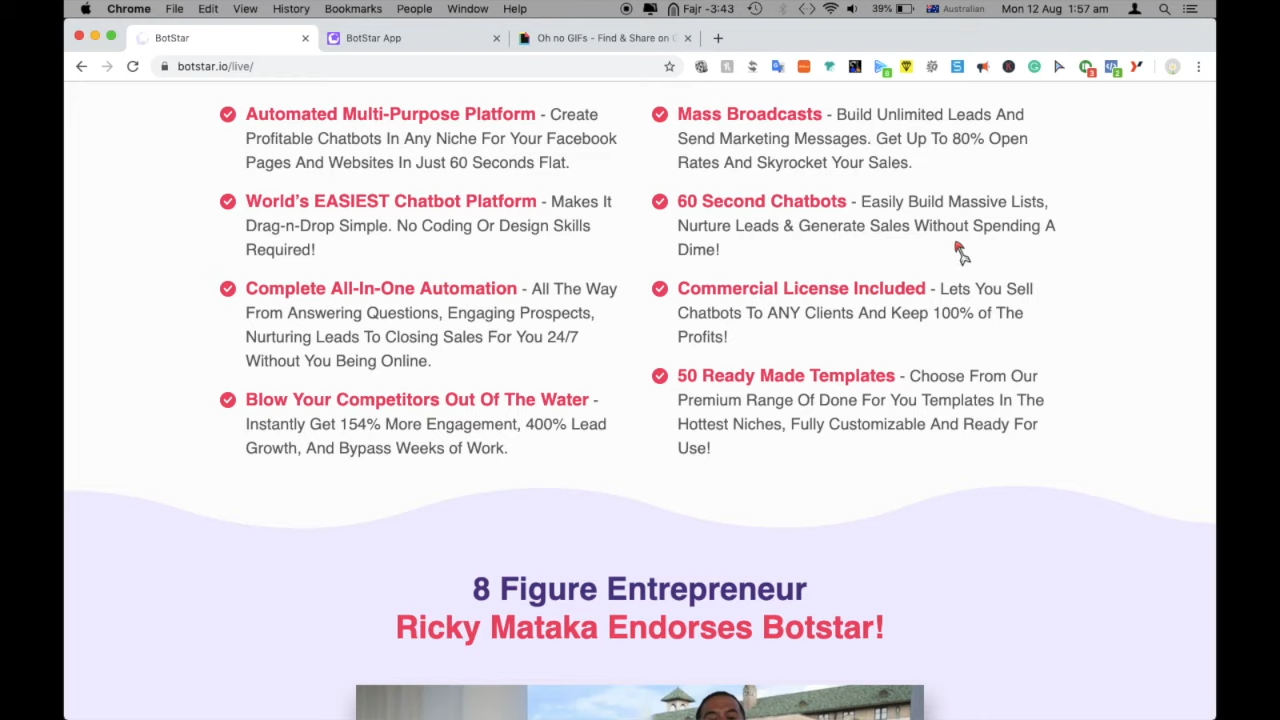 Chrome File Edit View History Bookmarks People Window Help Fajr -3:43 39% Australian Mon 12 Aug 1:57 am
BotStar BotStar App Oh no GIFs - Find & Share on
botstar.io/live/
Automated Multi-Purpose Platform - Create
Profitable Chatbots In Any Niche For Your Facebook
Pages And Websites In Just 60 Seconds Flat.
World's EASIEST Chatbot Platform - Makes It
Drag-n-Drop Simple. No Coding Or Design Skills
Required!
Complete All-In-One Automation - All The Way
From Answering Questions, Engaging Prospects,
Nurturing Leads To Closing Sales For You 24/7
Without You Being Online.
Blow Your Competitors Out Of The Water -
Instantly Get 154% More Engagement, 400% Lead
Growth, And Bypass Weeks of Work.
Mass Broadcasts - Build Unlimited Leads And
Send Marketing Messages. Get Up To 80% Open
Rates And Skyrocket Your Sales.
60 Second Chatbots - Easily Build Massive Lists,
Nurture Leads & Generate Sales Without Spending A
Dime!
Commercial License Included - Lets You Sell
Chatbots To ANY Clients And Keep 100% of The
Profits!
50 Ready Made Templates - Choose From Our
Premium Range Of Done For You Templates In The
Hottest Niches, Fully Customizable And Ready For
Use!
8 Figure Entrepreneur
Ricky Mataka Endorses Botstar!